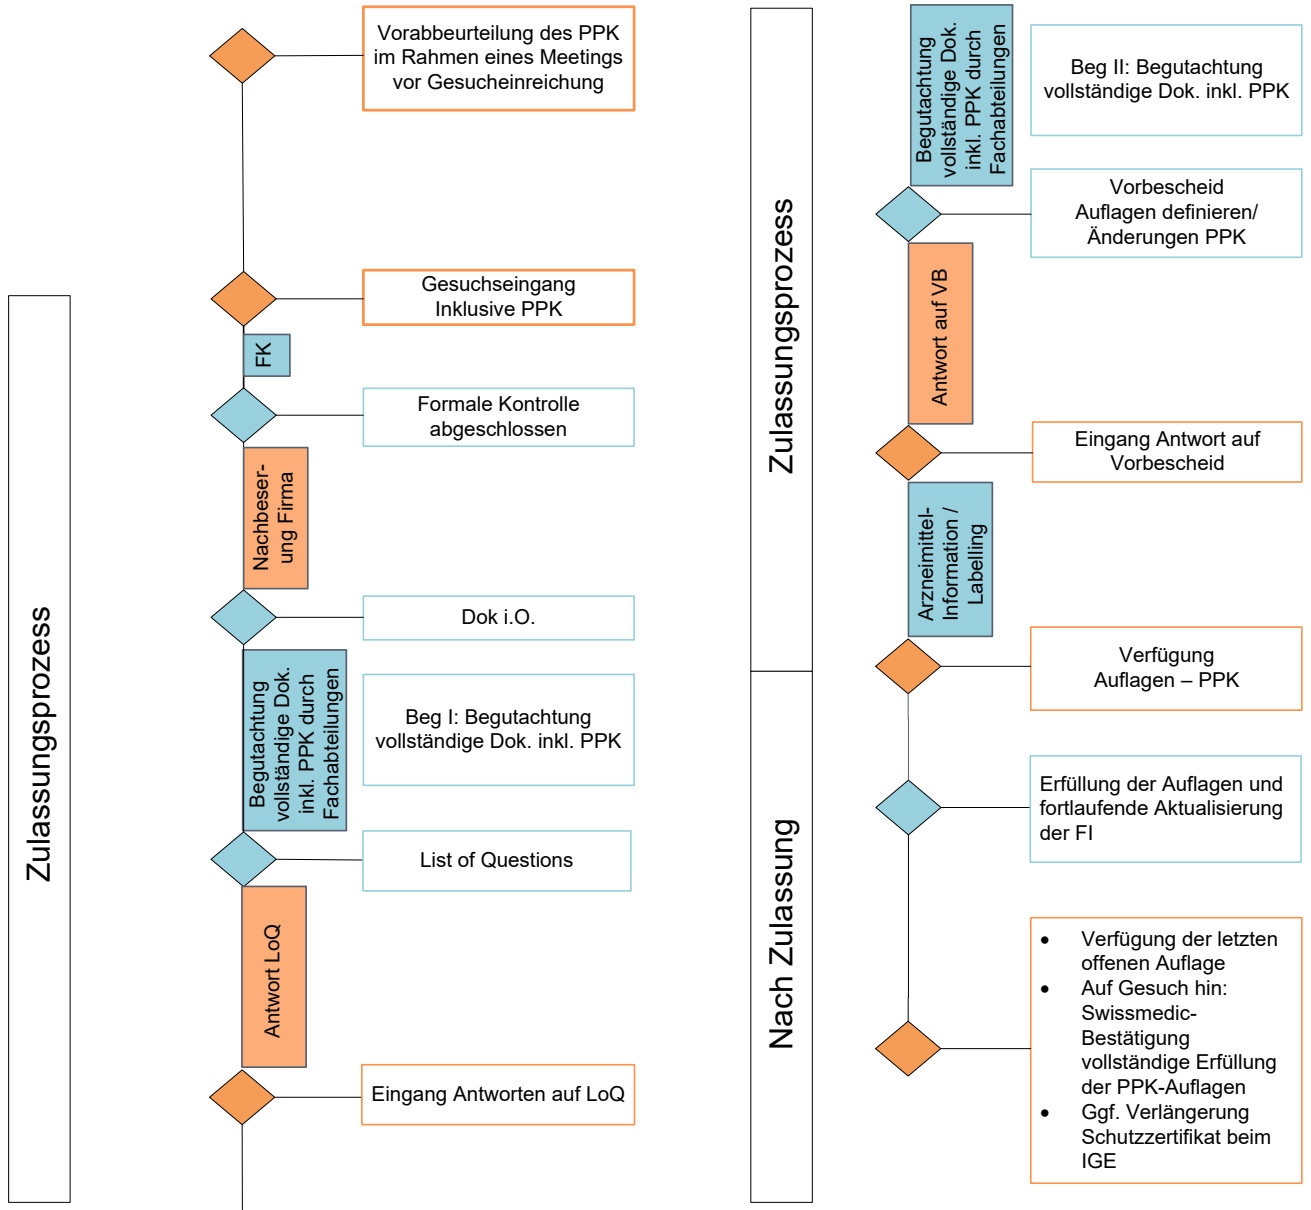 Vorabbeurteilung des PPK
im Rahmen eines Meetings
vor Gesucheinreichung
Zulassungsprozess
Gesuchseingang
Inklusive PPK
FK
Formale Kontrolle
abgeschlossen
Nachbeser-
ung Firma
Dok i.O.
Begutachtung
vollständige Dok.
inkl. PPK durch
Fachabteilungen
Beg I: Begutachtung
vollständige Dok. inkl. PPK
List of Questions
Antwort LoQ
Eingang Antworten auf LoQ
Zulassungsprozess
Begutachtung
vollständige Dok.
inkl. PPK durch
Fachabteilungen
Beg II: Begutachtung
vollständige Dok. inkl. PPK
Vorbescheid
Auflagen definieren/
Änderungen PPK
Antwort auf VB
Eingang Antwort auf
Vorbescheid
Arzneimittel-
Information /
Labelling
Verfügung
Auflagen – PPK
Nach Zulassung
Erfüllung der Auflagen und
fortlaufende Aktualisierung
der FI
• Verfügung der letzten
offenen Auflage
• Auf Gesuch hin:
Swissmedic-
Bestätigung
vollständige Erfüllung
der PPK-Auflagen
• Ggf. Verlängerung
Schutzzertifikat beim
IGE